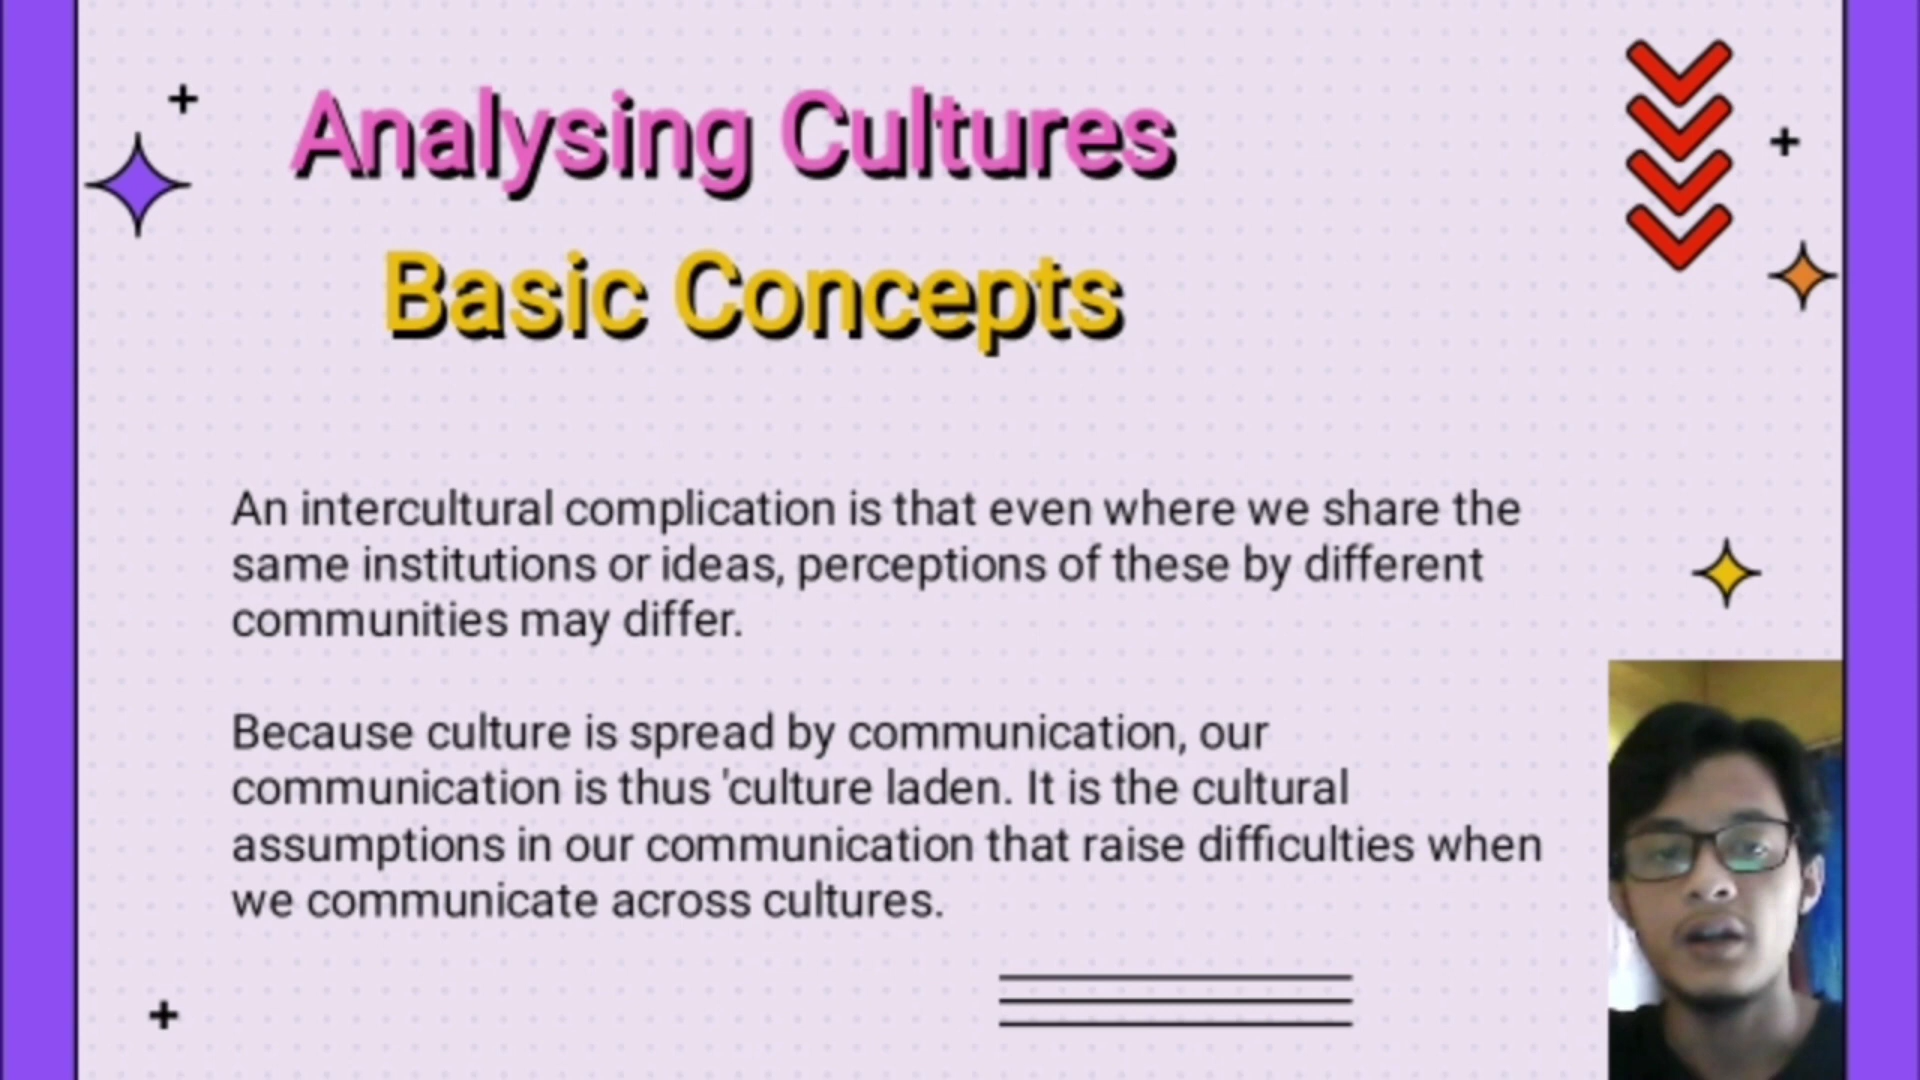 Analysing Cultures
Basic Concepts
An intercultural complication is that even where we share the
same institutions or ideas, perceptions of these by different
communities may differ.
Because culture is spread by communication, our
communication is thus 'culture laden. It is the cultural
assumptions in our communication that raise difficulties when
we communicate across cultures.